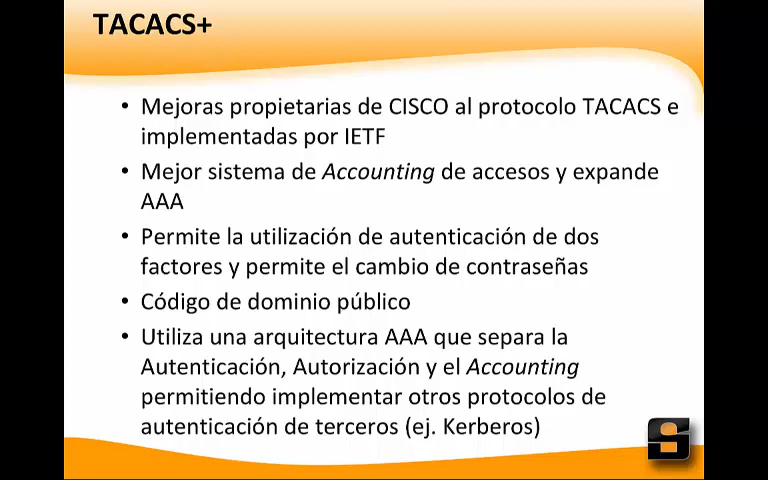 TACACS+
• Mejoras propietarias de CISCO al protocolo TACACS e
implementadas por IETF
• Mejor sistema de Accounting de accesos y expande
AAA
• Permite la utilización de autenticación de dos
factores y permite el cambio de contraseñas
• Código de dominio público
• Utiliza una arquitectura AAA que separa la
Autenticación, Autorización y el Accounting
permitiendo implementar otros protocolos de
autenticación de terceros (ej. Kerberos)